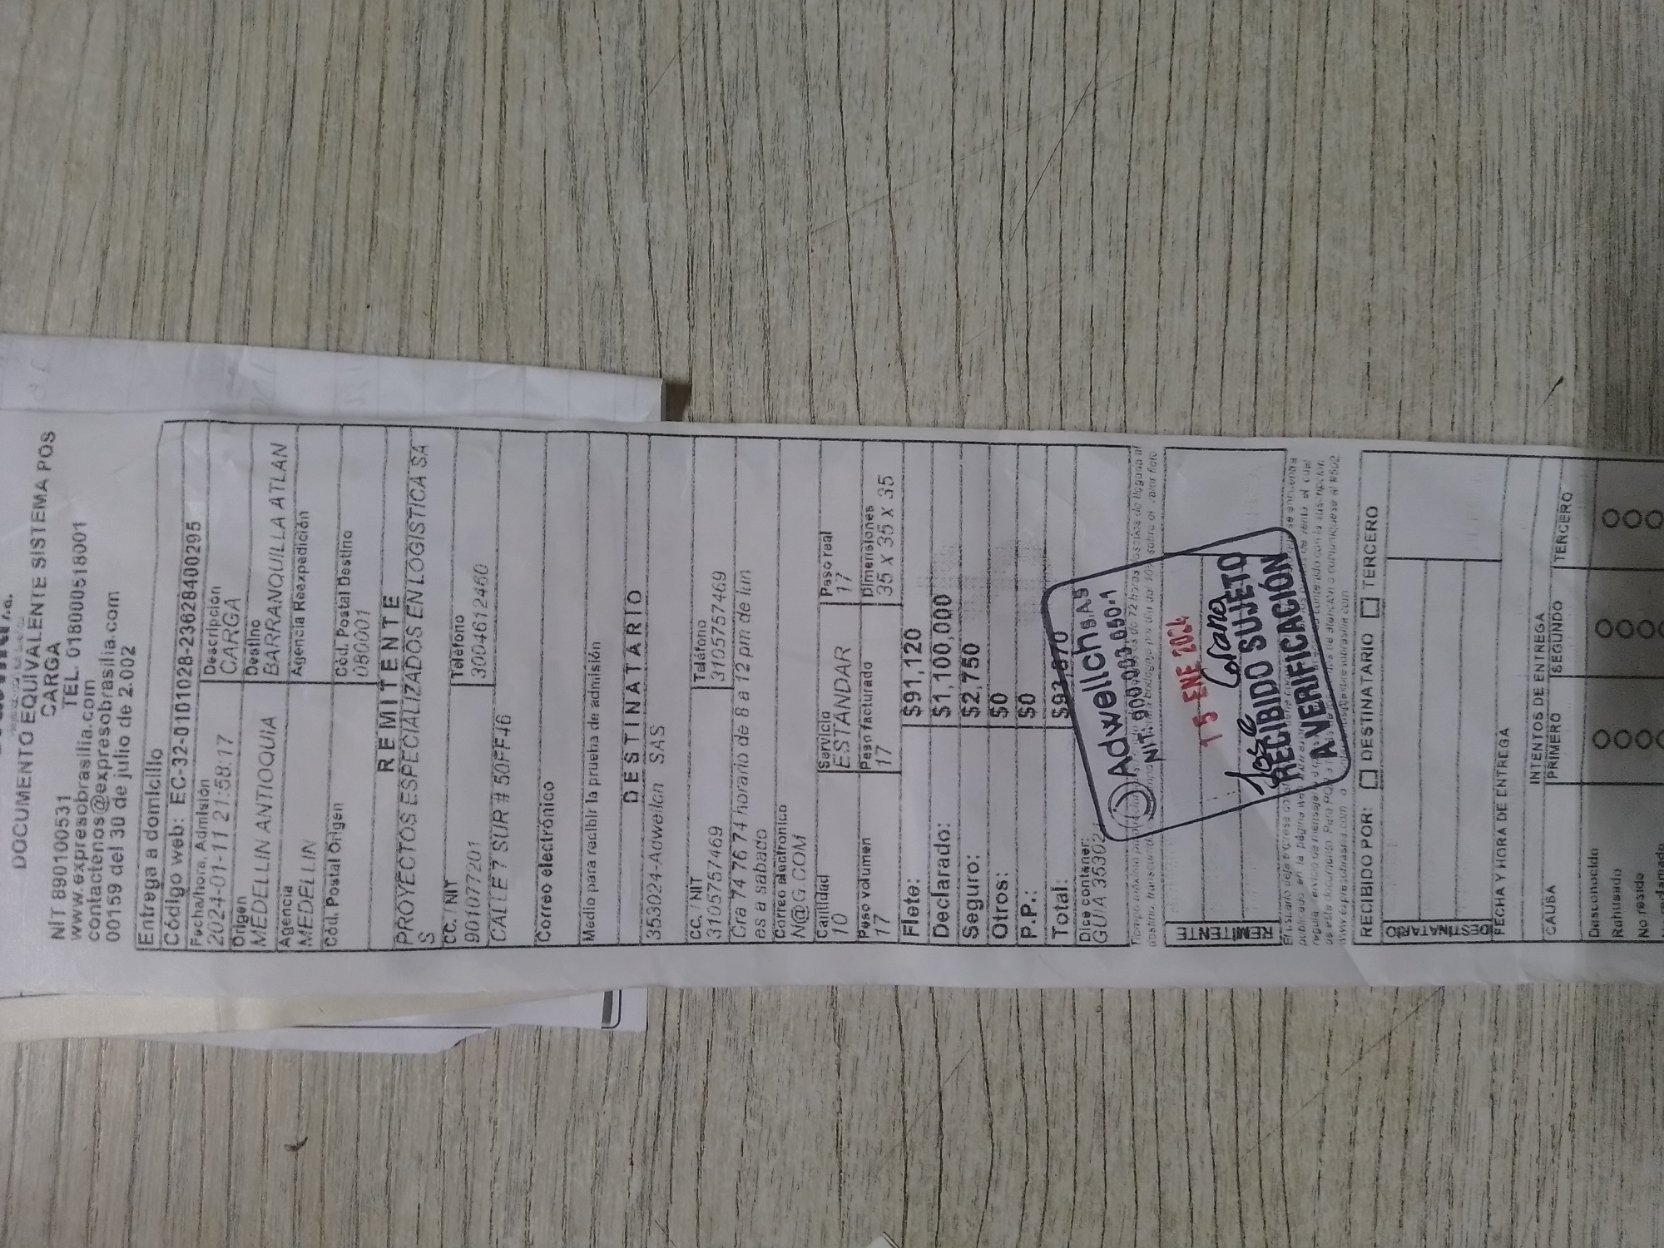 DOCUMENTO EQUIVALENTE SISTEMA POS
CARGA
NIT 8901005​31 TEL. 018000518001
www.expresobrasilia.com
contactenos@expresobrasilia.com
00159 del 30 de julio de 2.002
Entrega a domicilio
Código web: EC-32-0101028-23628400295
Fecha/hora Admisión Descripción
2024-01-11 21:58:17 CARGA
Origen Destino
MEDELLIN ANTIOQUIA BARRANQUILLA ATLAN
Agencia Agencia Reexpedición
MEDELLIN
Cód. Postal Origen Cód. Postal Destino
080001
REMITENTE
PROYECTOS ESPECIALIZADOS EN LOGISTICA SA
S
CC. / NIT Teléfono
901077201 3004612460
CALLE 7 SUR # 50FF46
Correo electrónico
Medio para recibir la prueba de admisión
DESTINATARIO
353024-Adwellch SAS
CC. / NIT Teléfono
3105757469 3105757469
Cra 74 76 74 horario de 8 a 12 pm de lun
es a sabado
Correo electronico
N@G.COM
Cantidad Servicio Peso real
10 ESTANDAR 17
Peso volumen Peso facturado Dimensiones
17 17 35 x 35 x 35
Flete: $91,120
Declarado: $1,100,000
Seguro: $2,750
Otros: $0
P.P.: $0
Total: $93,870
Dice contener:
GUIA 35302
Adwellch S.A.S
NIT: 900.003.050-1
15 ENE 2024
Jose
RECIBIDO SUJETO
A VERIFICACIÓN
REMITENTE
RECIBIDO POR: DESTINATARIO TERCERO
DESTINATARIO
FECHA Y HORA DE ENTREGA
INTENTOS DE ENTREGA
CAUSA PRIMERO SEGUNDO TERCERO
Desconocido
Rehusado
No reside